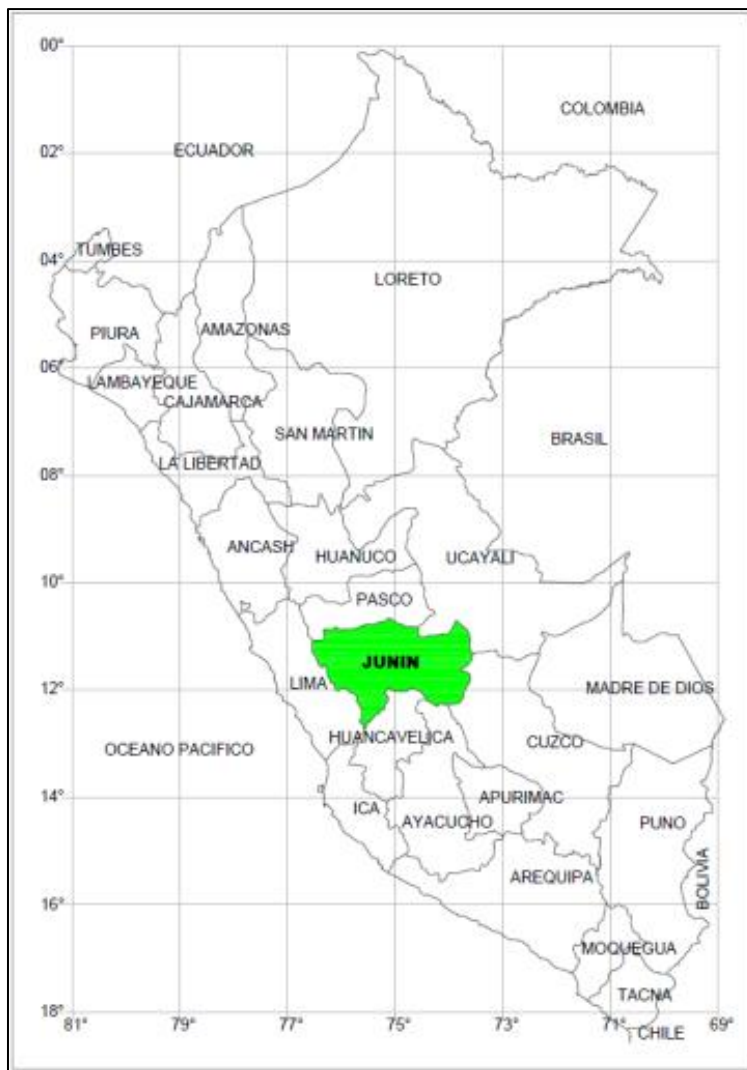 00°
COLOMBIA
ECUADOR
02°
TUMBES
04°
LORETO
PIURA
AMAZONAS
06°
LAMBAYEQUE
CAJAMARCA
SAN MARTIN
BRASIL
LA LIBERTAD
08°
ANCASH
HUANUCO
UCAYALI
10°
PASCO
JUNIN
LIMA
MADRE DE DIOS
12°
HUANCAVELICA
CUZCO
OCEANO PACIFICO
14°
ICA
APURIMAC
AYACUCHO
PUNO
AREQUIPA
BOLIVIA
16°
MOQUEGUA
TACNA
18°
81° 79° 77° 75° 73° 71° 69°
CHILE